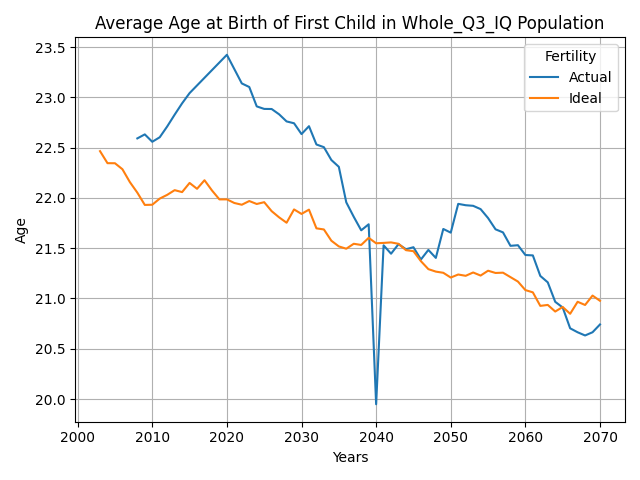 Average Age at Birth of First Child in Whole_Q3_IQ Population
Fertility
Actual
Ideal
Age
23.5
23.0
22.5
22.0
21.5
21.0
20.5
20.0
2000 2010 2020 2030 2040 2050 2060 2070
Years